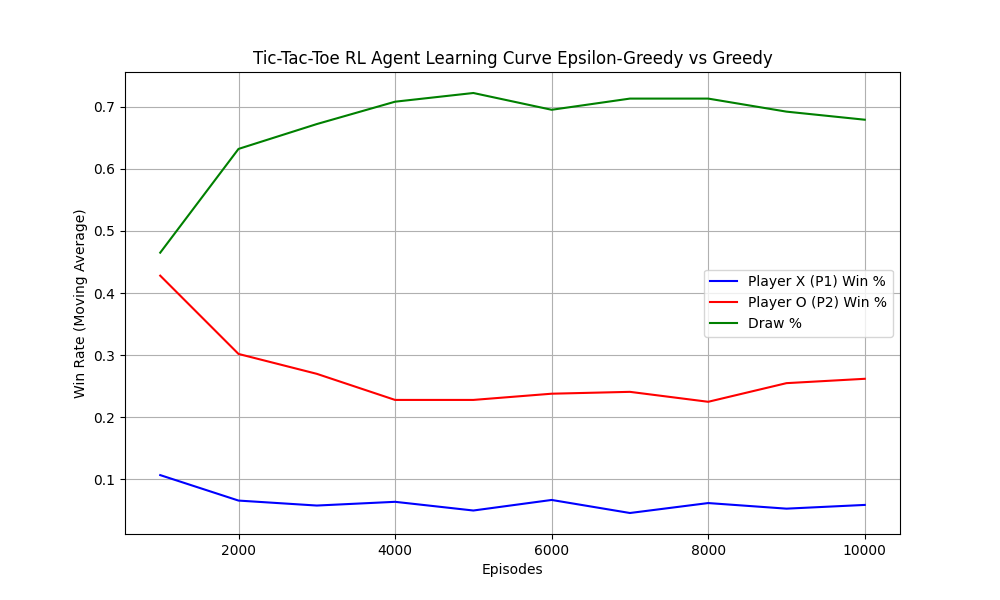 Tic-Tac-Toe RL Agent Learning Curve Epsilon-Greedy vs Greedy
Win Rate (Moving Average)
0.7
0.6
0.5
0.4
0.3
0.2
0.1
Player X (P1) Win %
Player O (P2) Win %
Draw %
2000 4000 6000 8000 10000
Episodes